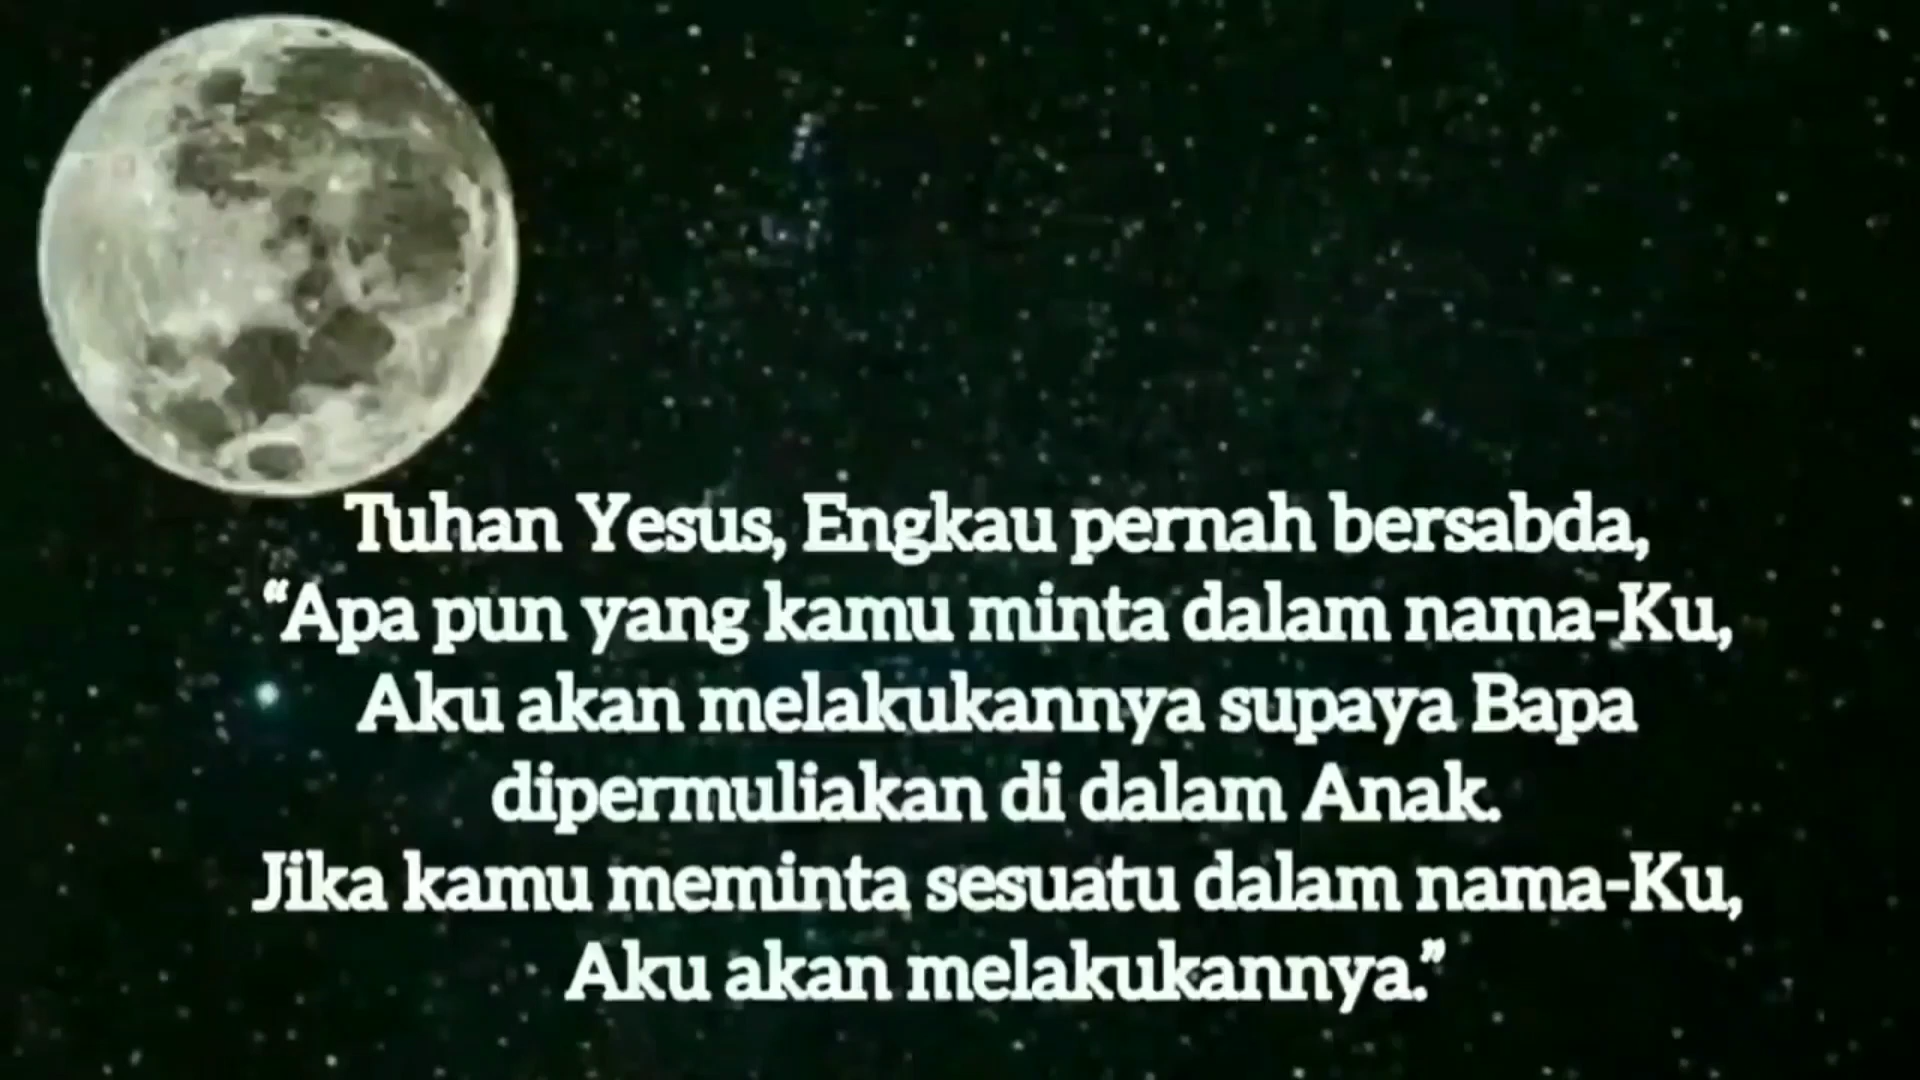 Tuhan Yesus, Engkau pernah bersabda,
“Apa pun yang kamu minta dalam nama-Ku,
Aku akan melakukannya supaya Bapa
dipermuliakan di dalam Anak.
Jika kamu meminta sesuatu dalam nama-Ku,
Aku akan melakukannya.”